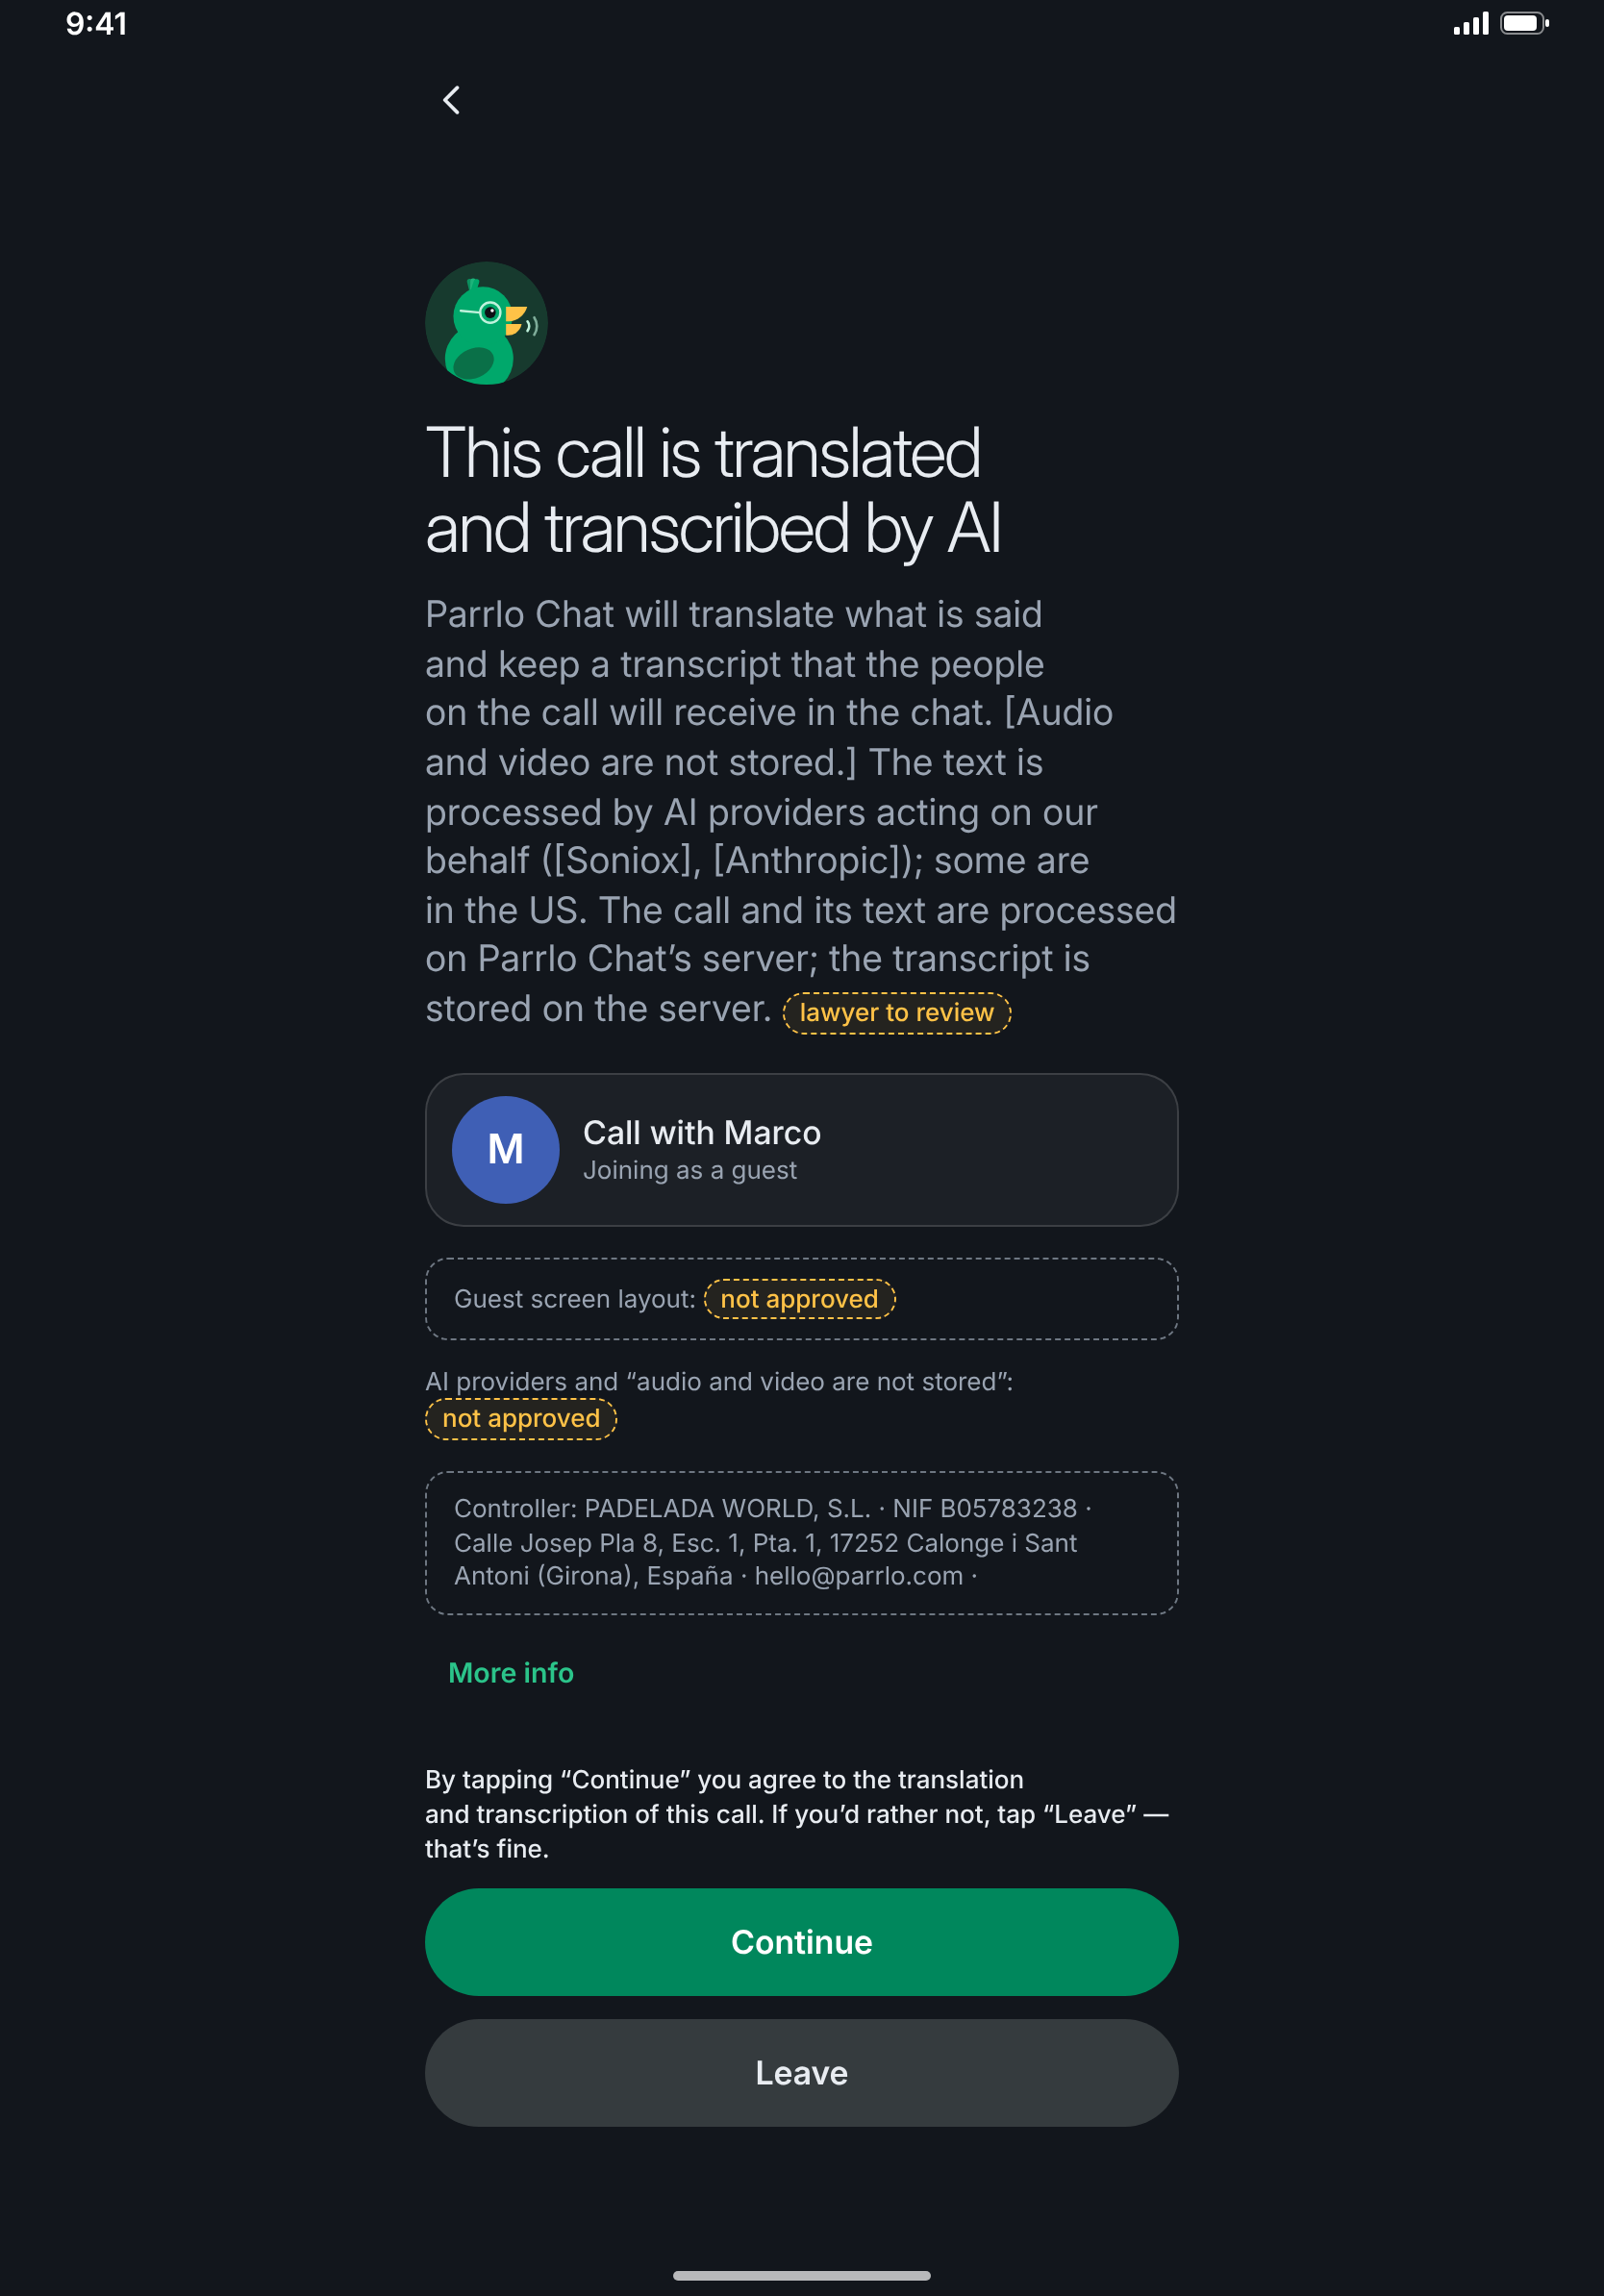 9:41
This call is translated
and transcribed by AI
Parrlo Chat will translate what is said
and keep a transcript that the people
on the call will receive in the chat. [Audio
and video are not stored.] The text is
processed by AI providers acting on our
behalf ([Soniox], [Anthropic]); some are
in the US. The call and its text are processed
on Parrlo Chat’s server; the transcript is
stored on the server. lawyer to review
M
Call with Marco
Joining as a guest
Guest screen layout: not approved
AI providers and “audio and video are not stored”:
not approved
Controller: PADELADA WORLD, S.L. · NIF B05783238 ·
Calle Josep Pla 8, Esc. 1, Pta. 1, 17252 Calonge i Sant
Antoni (Girona), España · hello@parrlo.com ·
More info
By tapping “Continue” you agree to the translation
and transcription of this call. If you’d rather not, tap “Leave” —
that’s fine.
Continue
Leave